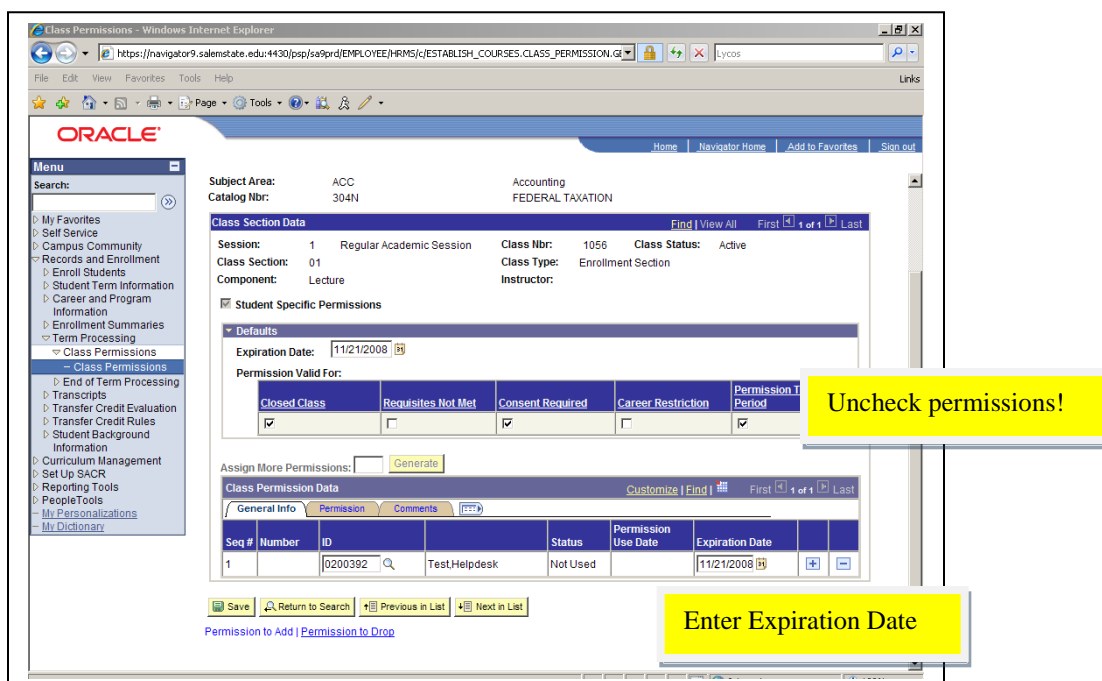 Class Permissions - Windows Internet Explorer
https://navigator9.salemstate.edu:4430/psp/sa9prd/EMPLOYEE/HRMS/c/ESTABLISH_COURSES.CLASS_PERMISSION.GB
Lycos
File Edit View Favorites Tools Help Links
Page Tools
ORACLE
Home | Navigator Home | Add to Favorites | Sign out
Menu
Search:
My Favorites
Self Service
Campus Community
Records and Enrollment
Enroll Students
Student Term Information
Career and Program
Information
Enrollment Summaries
Term Processing
Class Permissions
– Class Permissions
End of Term Processing
Transcripts
Transfer Credit Evaluation
Transfer Credit Rules
Student Background
Information
Curriculum Management
Set Up SACR
Reporting Tools
PeopleTools
– My Personalizations
– My Dictionary
Subject Area: ACC Accounting
Catalog Nbr: 304N FEDERAL TAXATION
Class Section Data Find | View All First 1 of 1 Last
Session: 1 Regular Academic Session Class Nbr: 1056 Class Status: Active
Class Section: 01 Class Type: Enrollment Section
Component: Lecture Instructor:
Student Specific Permissions
Defaults
Expiration Date: 11/21/2008
Permission Valid For:
Closed Class Requisites Not Met Consent Required Career Restriction Permission T
Period
Uncheck permissions!
Assign More Permissions: Generate
Class Permission Data Customize | Find | First 1 of 1 Last
General Info Permission Comments
Seq # Number ID Status Permission Use Date Expiration Date
1 0200392 Test,Helpdesk Not Used 11/21/2008
Save Return to Search Previous in List Next in List
Enter Expiration Date
Permission to Add | Permission to Drop